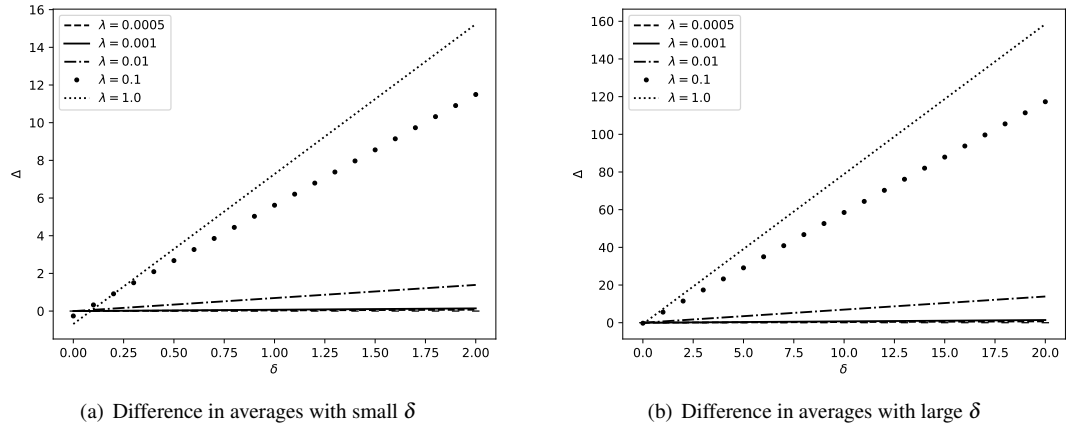 16
14
12
10
8
6
4
2
0
Δ
λ = 0.0005
λ = 0.001
λ = 0.01
λ = 0.1
λ = 1.0
0.00 0.25 0.50 0.75 1.00 1.25 1.50 1.75 2.00
δ
(a) Difference in averages with small δ
160
140
120
100
80
60
40
20
0
Δ
λ = 0.0005
λ = 0.001
λ = 0.01
λ = 0.1
λ = 1.0
0.0 2.5 5.0 7.5 10.0 12.5 15.0 17.5 20.0
δ
(b) Difference in averages with large δ